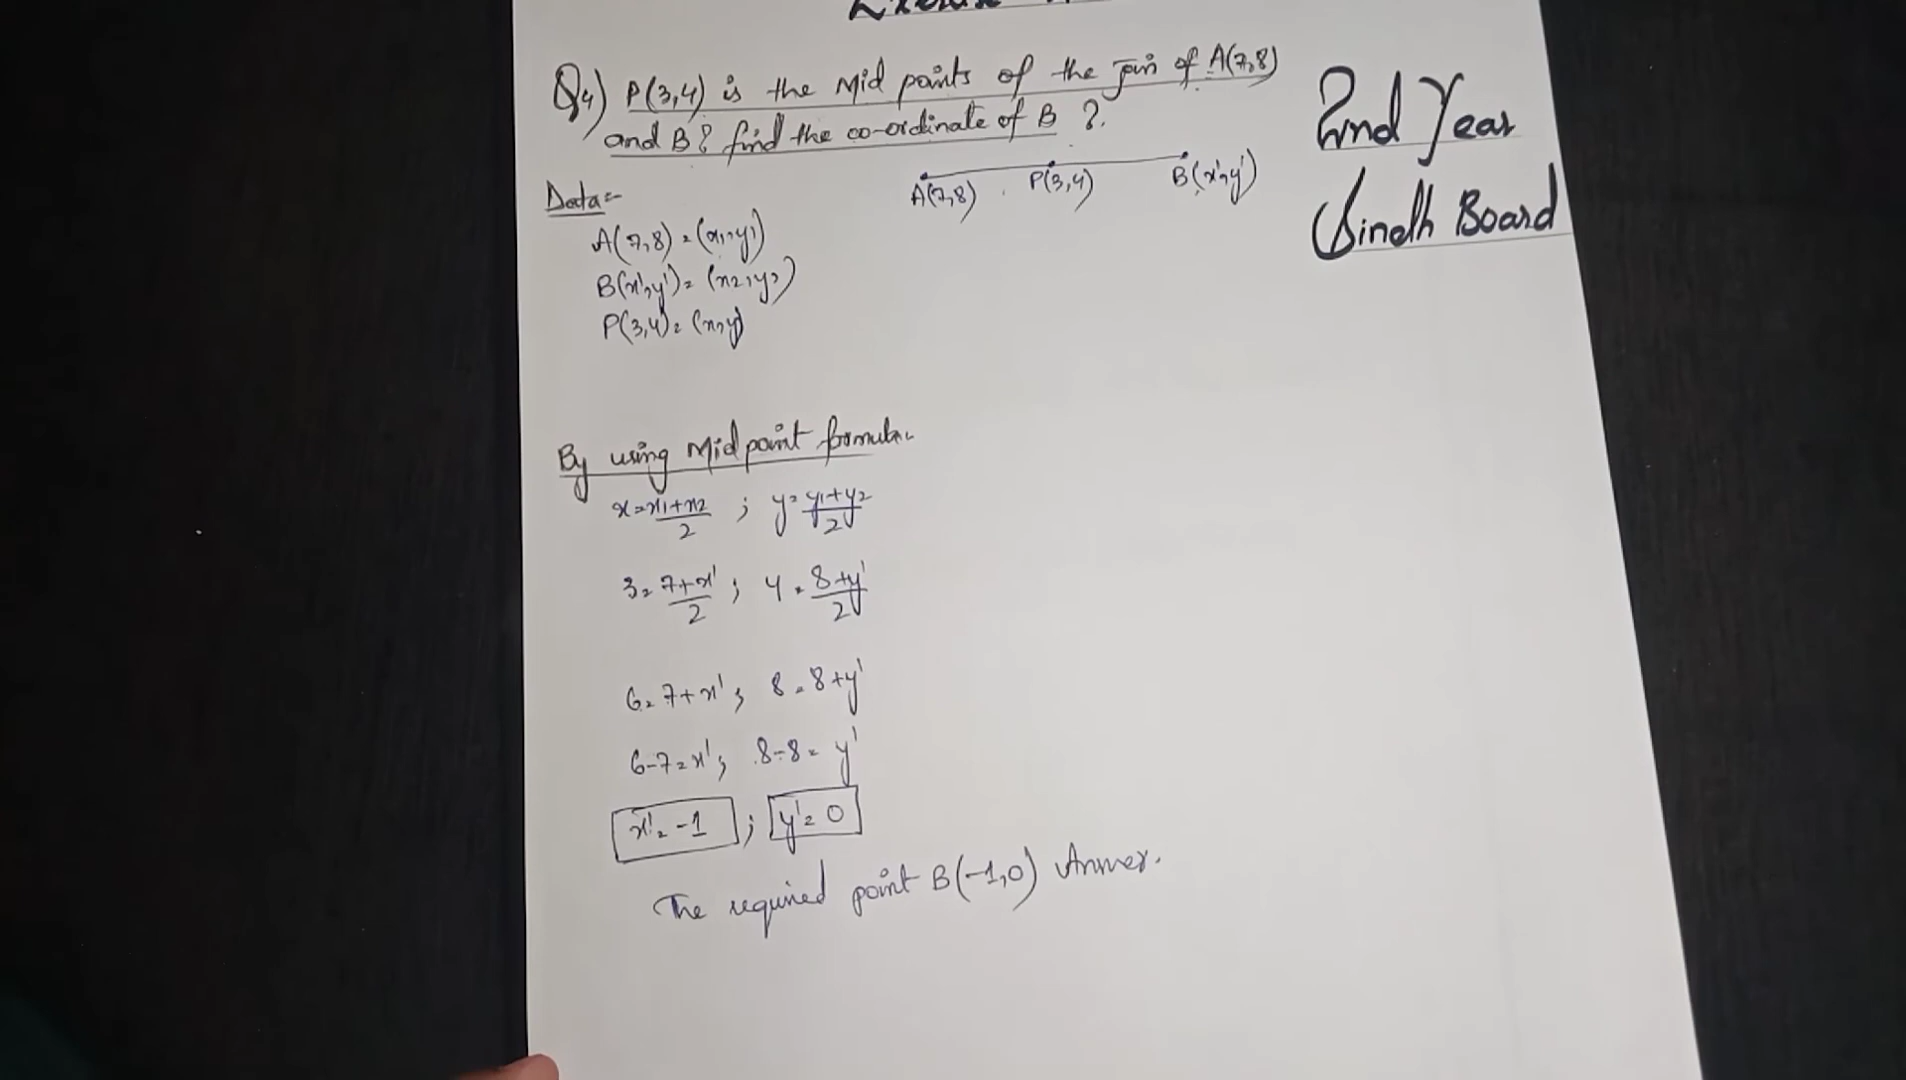 Q4) P(3,4) is the Mid points of the join of A(7,8)
and B? find the co-ordinate of B ?.
2nd Year
Sindh Board
A(7,8) P(3,4) B(x',y')
Data:-
A(7,8) = (x1,y1)
B(x',y') = (x2,y2)
P(3,4) = (x,y)
By using Midpoint formula:-
x = x1+x2/2 ; y = y1+y2/2
3 = 7+x'/2 ; 4 = 8+y'/2
6 = 7+x' ; 8 = 8+y'
6-7 = x' ; 8-8 = y'
x' = -1 ; y' = 0
The required point B(-1,0) Answer.